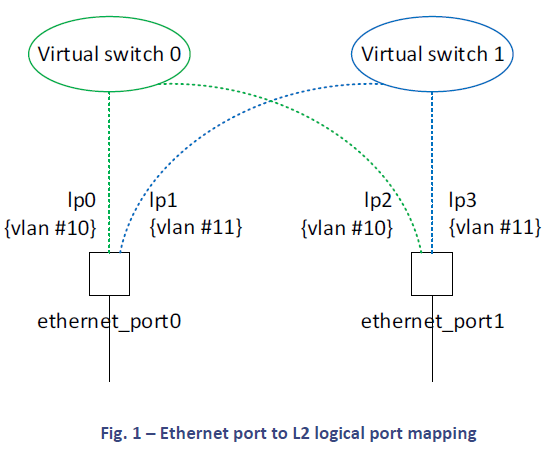 Virtual switch 0
Virtual switch 1
lp0
{vlan #10}
lp1
{vlan #11}
lp2
{vlan #10}
lp3
{vlan #11}
ethernet_port0
ethernet_port1
Fig. 1 – Ethernet port to L2 logical port mapping